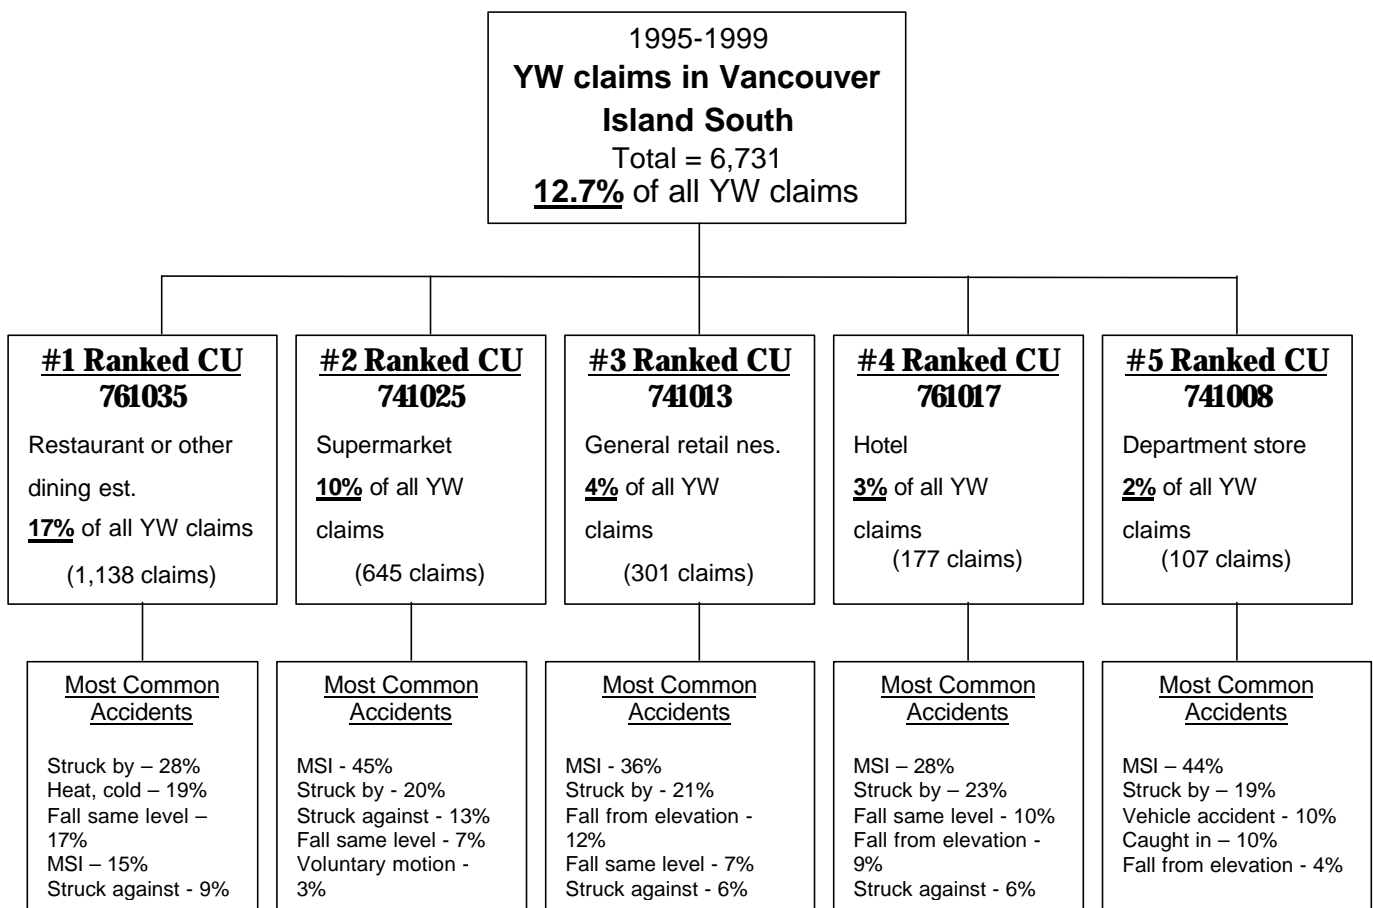 1995-1999
YW claims in Vancouver
Island South
Total = 6,731
12.7% of all YW claims
#1 Ranked CU
761035
Restaurant or other
dining est.
17% of all YW claims
(1,138 claims)
#2 Ranked CU
741025
Supermarket
10% of all YW
claims
(645 claims)
#3 Ranked CU
741013
General retail nes.
4% of all YW
claims
(301 claims)
#4 Ranked CU
761017
Hotel
3% of all YW
claims
(177 claims)
#5 Ranked CU
741008
Department store
2% of all YW
claims
(107 claims)
Most Common
Accidents
Struck by – 28%
Heat, cold – 19%
Fall same level –
17%
MSI – 15%
Struck against - 9%
Most Common
Accidents
MSI - 45%
Struck by - 20%
Struck against - 13%
Fall same level - 7%
Voluntary motion -
3%
Most Common
Accidents
MSI - 36%
Struck by - 21%
Fall from elevation -
12%
Fall same level - 7%
Struck against - 6%
Most Common
Accidents
MSI – 28%
Struck by – 23%
Fall same level - 10%
Fall from elevation -
9%
Struck against - 6%
Most Common
Accidents
MSI – 44%
Struck by – 19%
Vehicle accident - 10%
Caught in – 10%
Fall from elevation - 4%